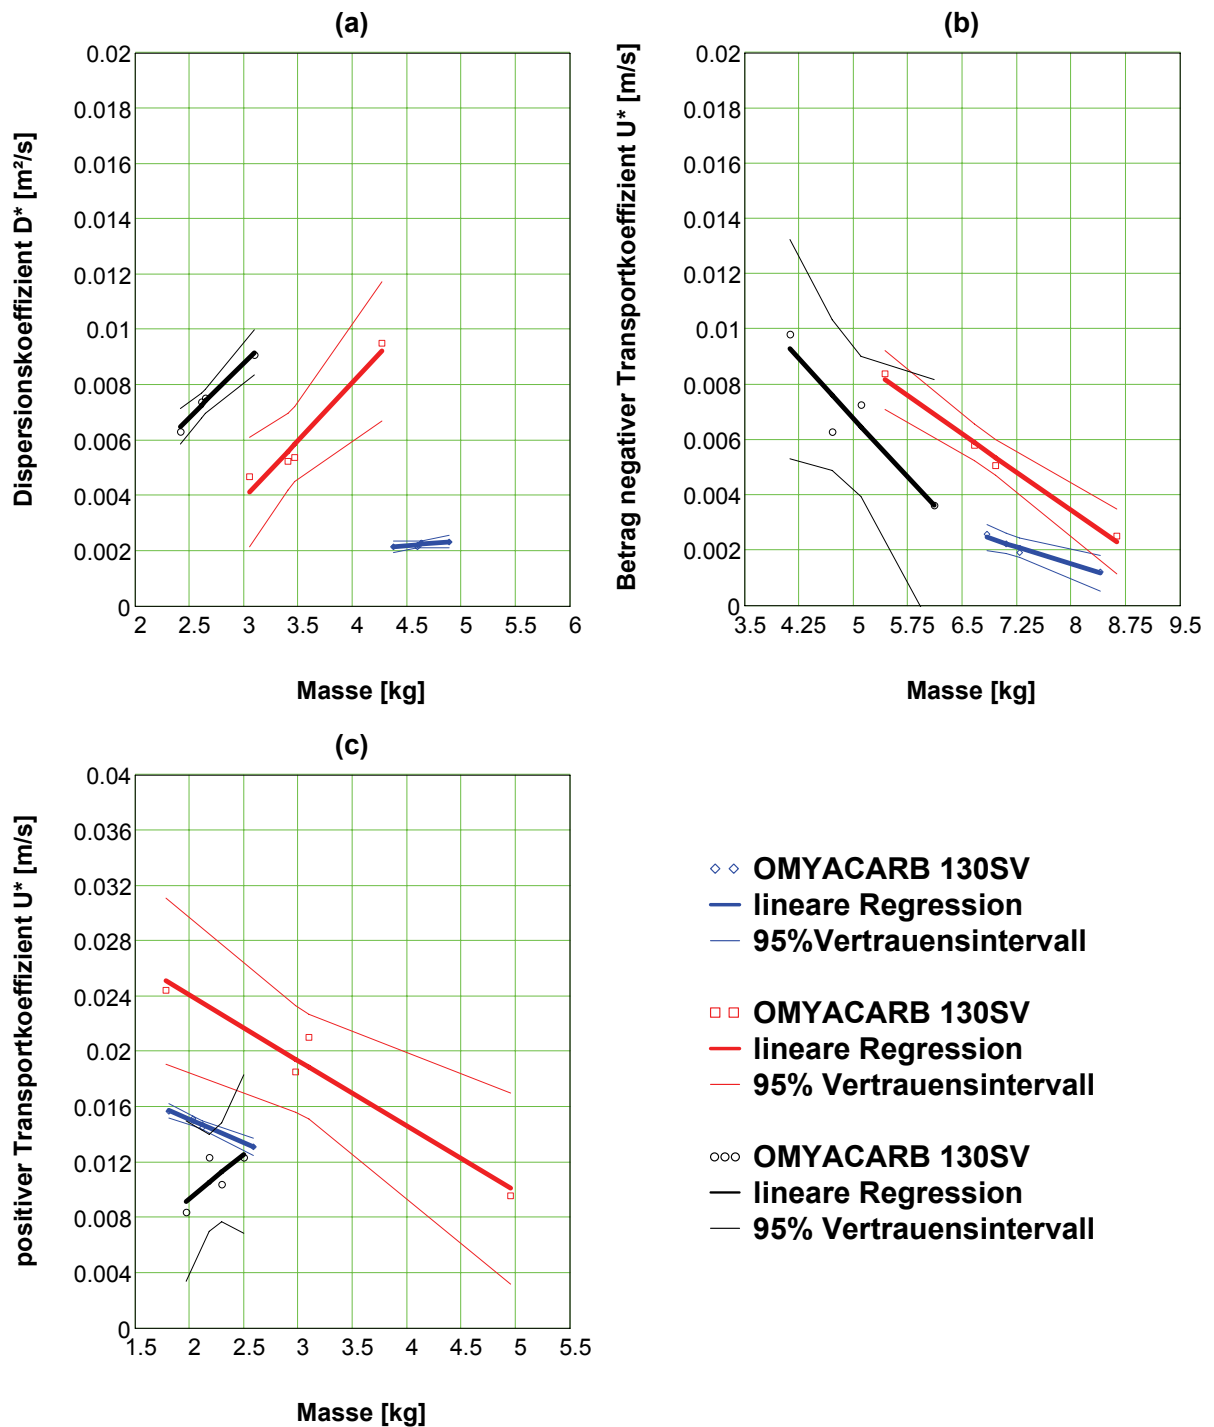 (a)
0.02
0.018
0.016
0.014
0.012
0.01
0.008
0.006
0.004
0.002
0
2 2.5 3 3.5 4 4.5 5 5.5 6
Dispersionskoeffizient D* [m²/s]
Masse [kg]
(b)
0.02
0.018
0.016
0.014
0.012
0.01
0.008
0.006
0.004
0.002
0
3.5 4.25 5 5.75 6.5 7.25 8 8.75 9.5
Betrag negativer Transportkoeffizient U* [m/s]
Masse [kg]
(c)
0.04
0.036
0.032
0.028
0.024
0.02
0.016
0.012
0.008
0.004
0
1.5 2 2.5 3 3.5 4 4.5 5 5.5
positiver Transportkoeffizient U* [m/s]
Masse [kg]
OMYACARB 130SV
lineare Regression
95%Vertrauensintervall
OMYACARB 130SV
lineare Regression
95% Vertrauensintervall
OMYACARB 130SV
lineare Regression
95% Vertrauensintervall